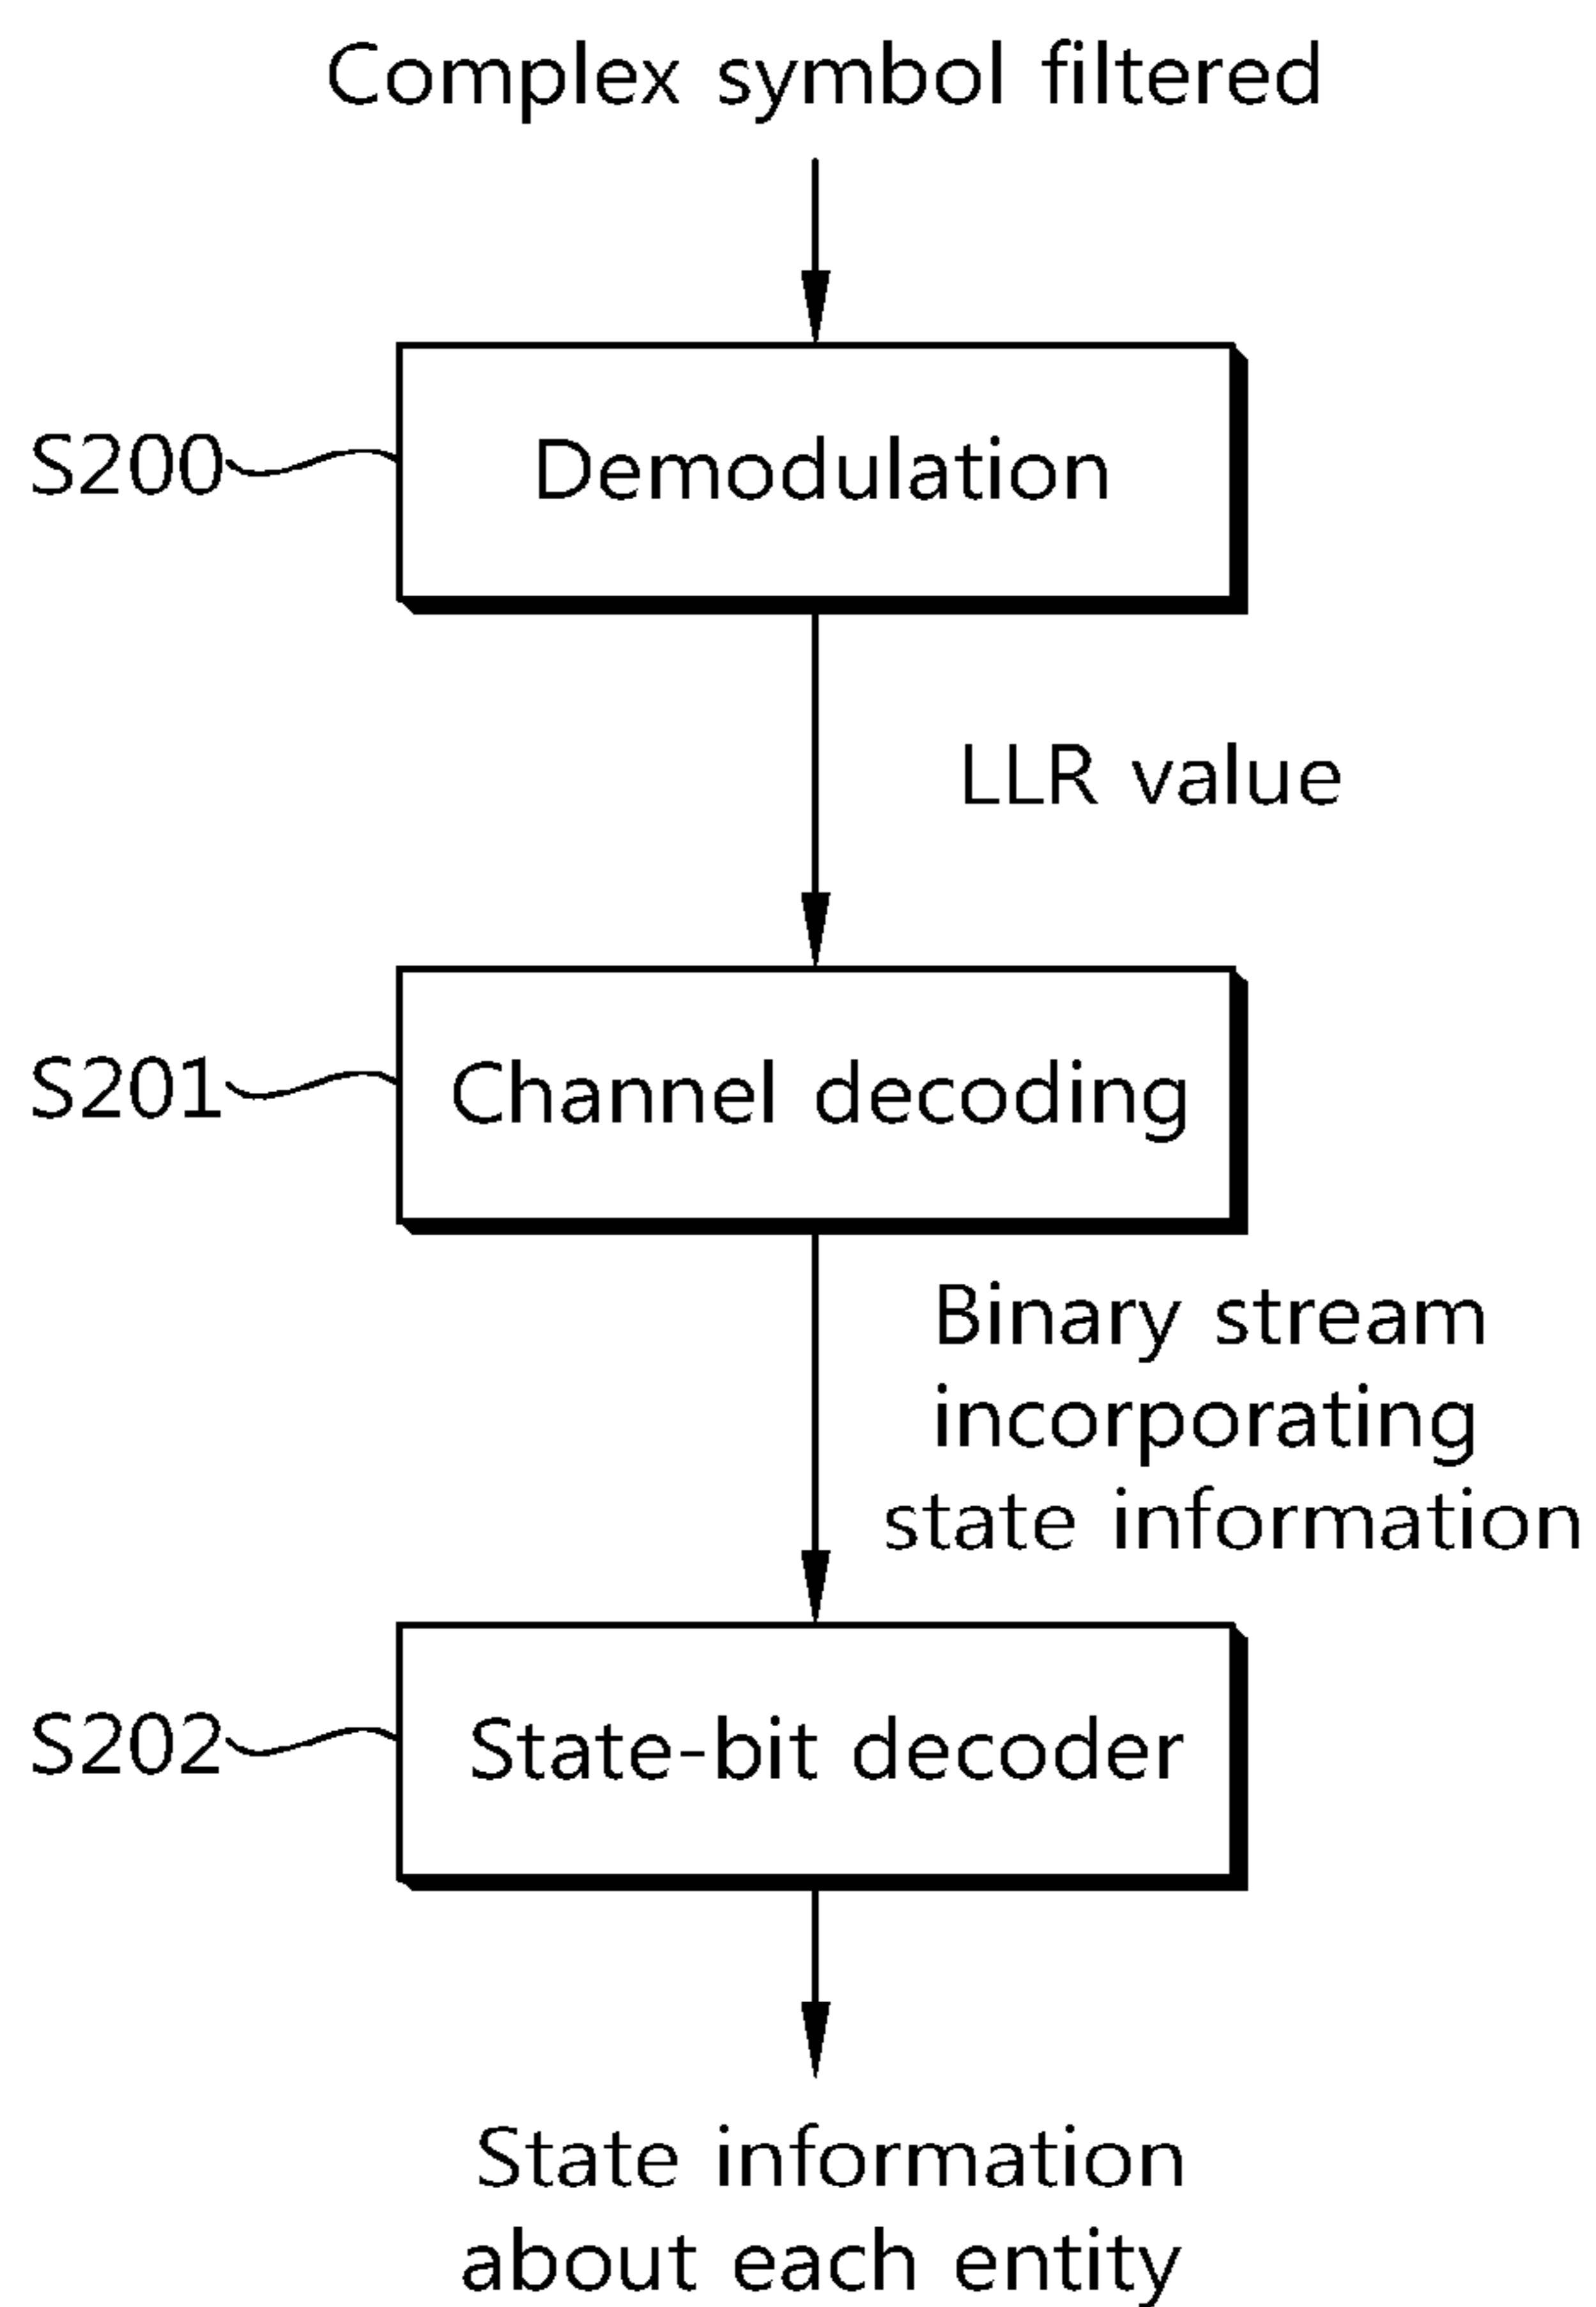 Complex symbol filtered
S200
Demodulation
LLR value
S201
Channel decoding
Binary stream
incorporating
state information
S202
State-bit decoder
State information
about each entity